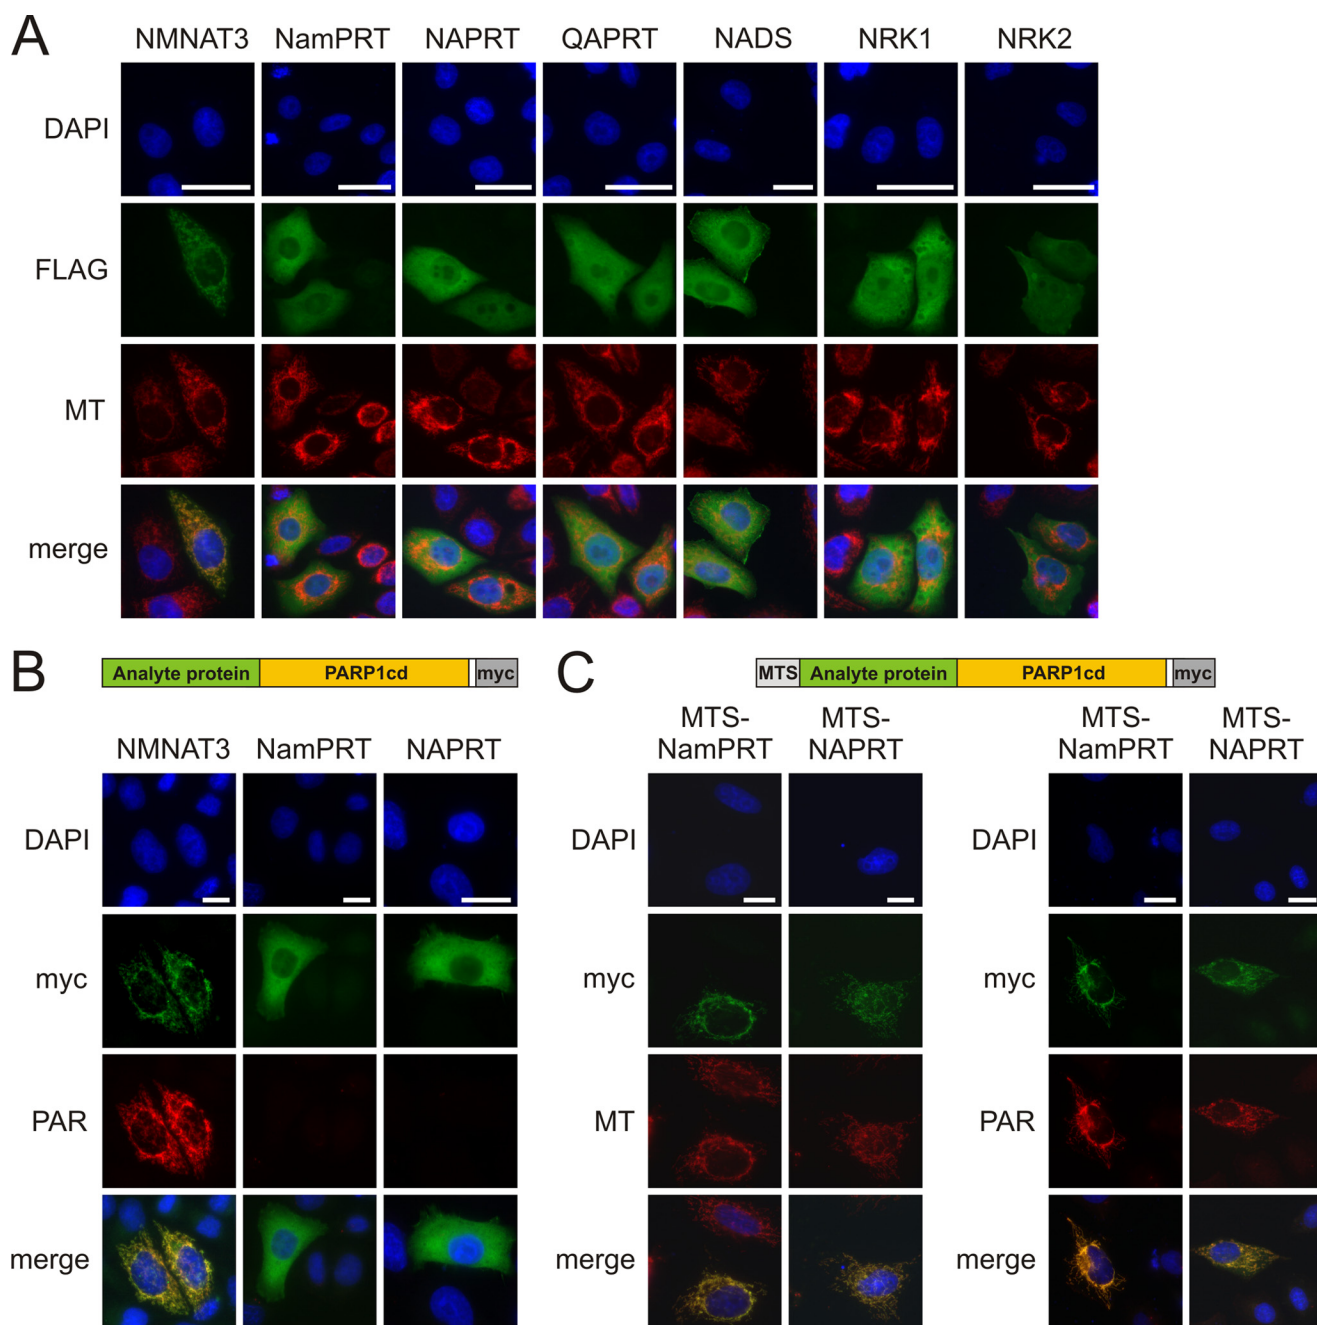 A
NMNAT3 NamPRT NAPRT QAPRT NADS NRK1 NRK2
DAPI
FLAG
MT
merge
B
Analyte protein PARP1cd myc
NMNAT3 NamPRT NAPRT
DAPI
myc
PAR
merge
C
MTS Analyte protein PARP1cd myc
MTS- MTS- MTS- MTS-
NamPRT NAPRT NamPRT NAPRT
DAPI DAPI
myc myc
MT PAR
merge merge